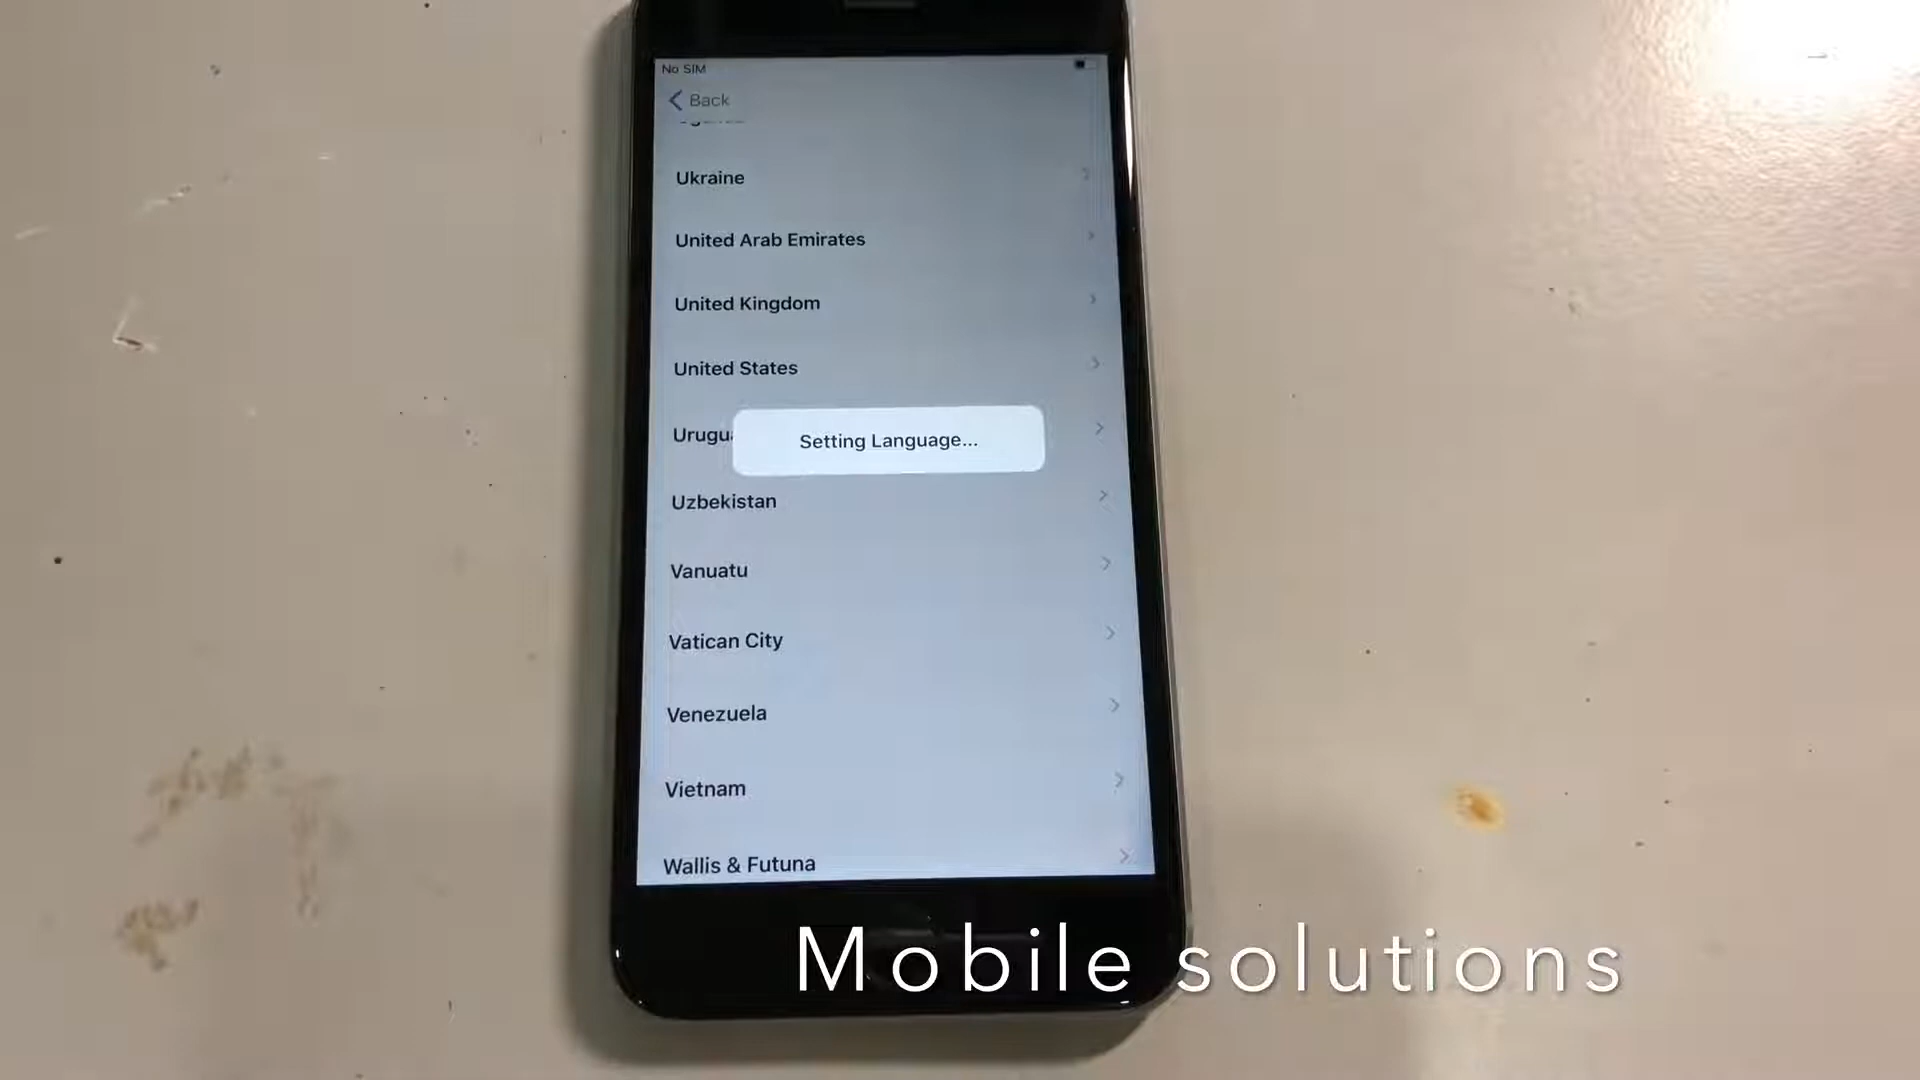 No SIM
Back
Ukraine
United Arab Emirates
United Kingdom
United States
Urugu
Setting Language...
Uzbekistan
Vanuatu
Vatican City
Venezuela
Vietnam
Wallis & Futuna
Mobile solutions